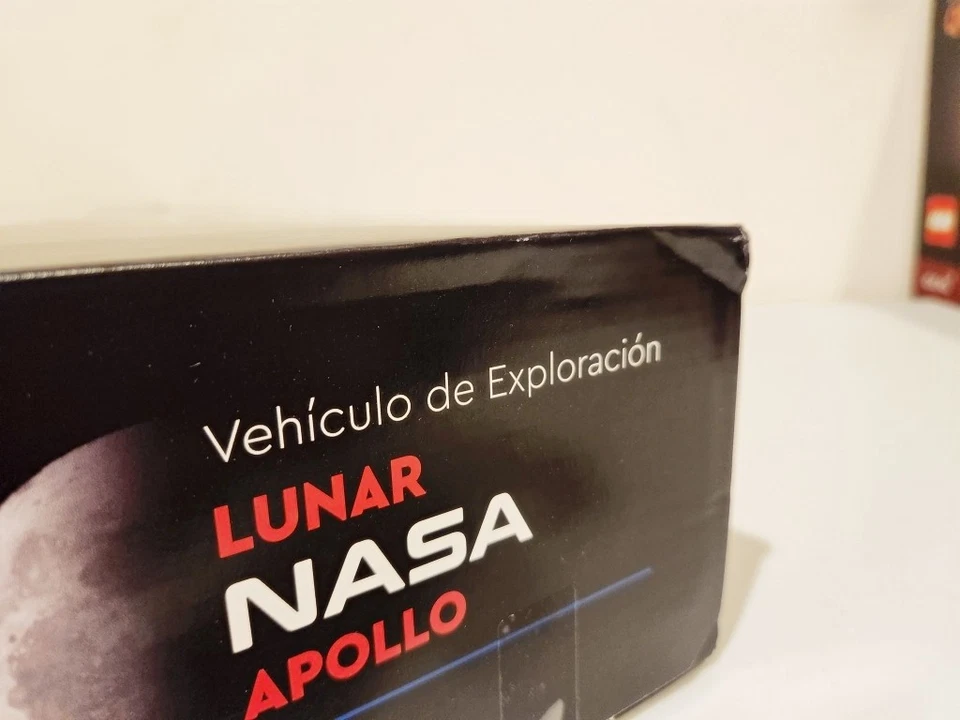 Vehículo de Exploración
LUNAR
NASA
APOLLO